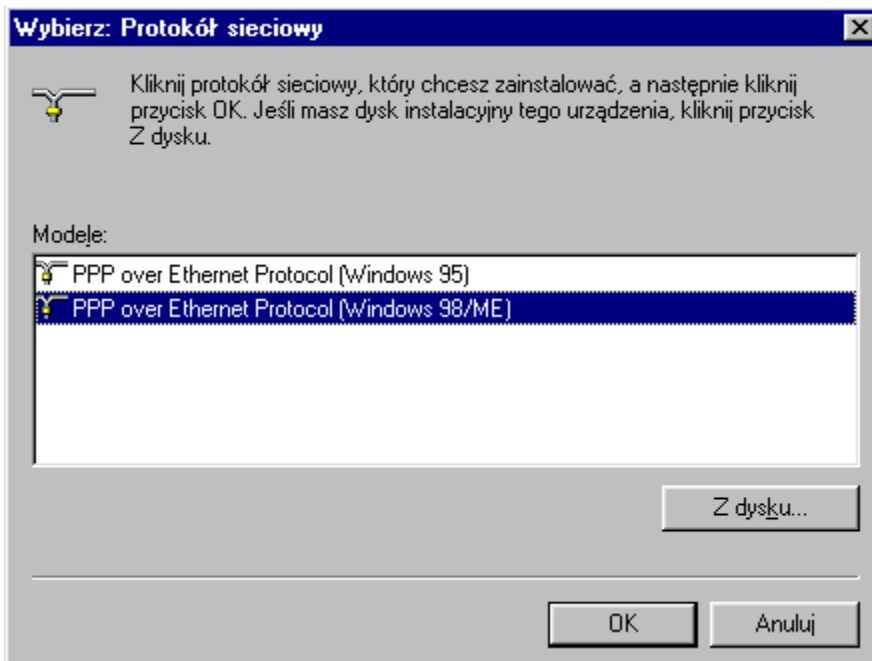 Wybierz: Protokół sieciowy
Kliknij protokół sieciowy, który chcesz zainstalować, a następnie kliknij
przycisk OK. Jeśli masz dysk instalacyjny tego urządzenia, kliknij przycisk
Z dysku.
Modele:
PPP over Ethernet Protocol (Windows 95)
PPP over Ethernet Protocol (Windows 98/ME)
Z dysku...
OK
Anuluj